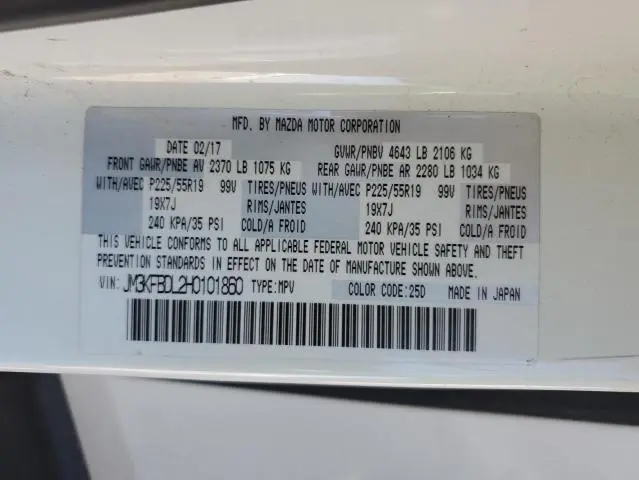 MFD. BY MAZDA MOTOR CORPORATION
DATE 02/17 GVWR/PNBV 4643 LB 2106 KG
FRONT GAWR/PNBE AV 2370 LB 1075 KG REAR GAWR/PNBE AR 2280 LB 1034 KG
WITH/AVEC P225/55R19 99V TIRES/PNEUS WITH/AVEC P225/55R19 99V TIRES/PNEUS
19X7J RIMS/JANTES 19X7J RIMS/JANTES
240 KPA/35 PSI COLD/A FROID 240 KPA/35 PSI COLD/A FROID
THIS VEHICLE CONFORMS TO ALL APPLICABLE FEDERAL MOTOR VEHICLE SAFETY AND THEFT
PREVENTION STANDARDS IN EFFECT ON THE DATE OF MANUFACTURE SHOWN ABOVE.
VIN: JM3KFBDL2H0101860 TYPE:MPV COLOR CODE:25D MADE IN JAPAN